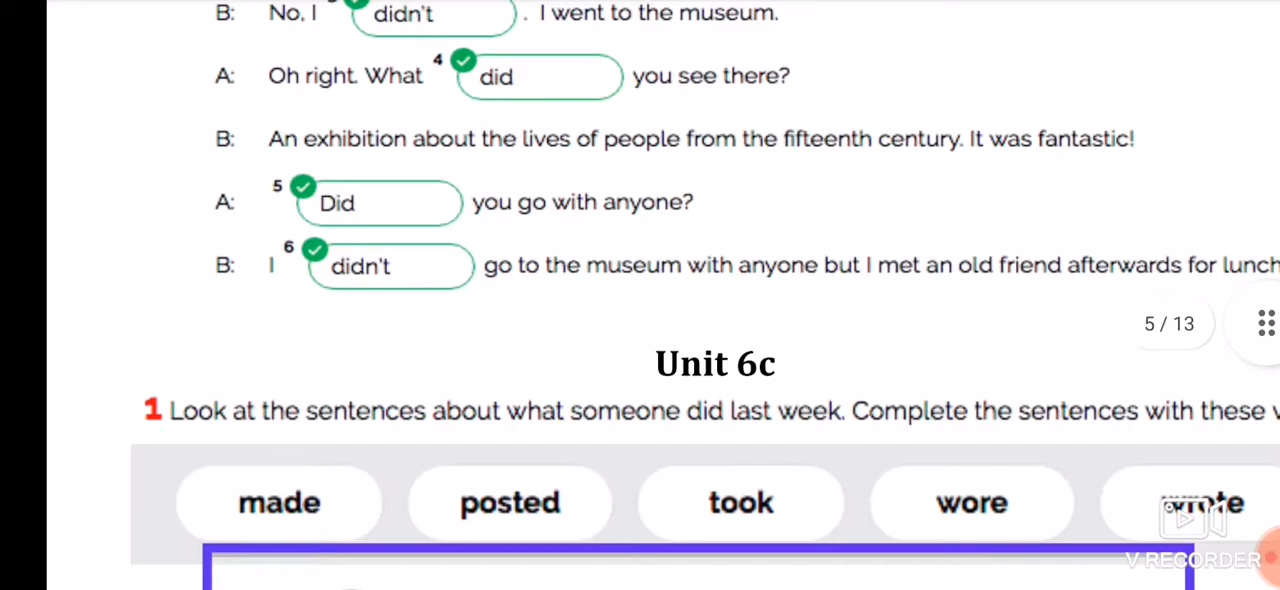 B: No, I didn't . I went to the museum.
A: Oh right. What 4 did you see there?
B: An exhibition about the lives of people from the fifteenth century. It was fantastic!
A: 5 Did you go with anyone?
B: I 6 didn't go to the museum with anyone but I met an old friend afterwards for lunch
5 / 13
Unit 6c
1 Look at the sentences about what someone did last week. Complete the sentences with these
made posted took wore wrote
V RECORDER